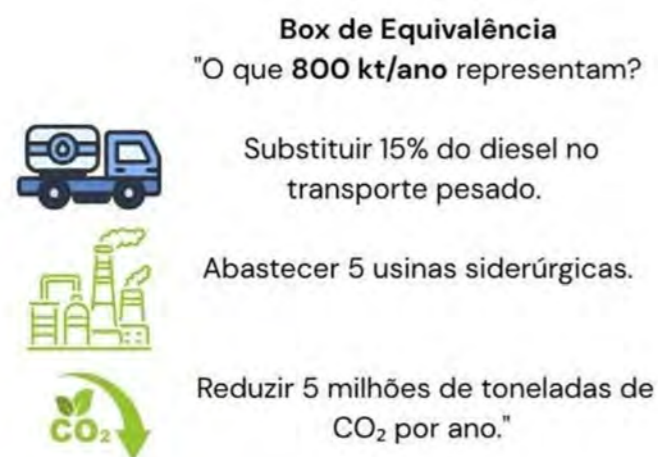 Box de Equivalência
"O que 800 kt/ano representam?
Substituir 15% do diesel no
transporte pesado.
Abastecer 5 usinas siderúrgicas.
CO₂
Reduzir 5 milhões de toneladas de
CO₂ por ano."